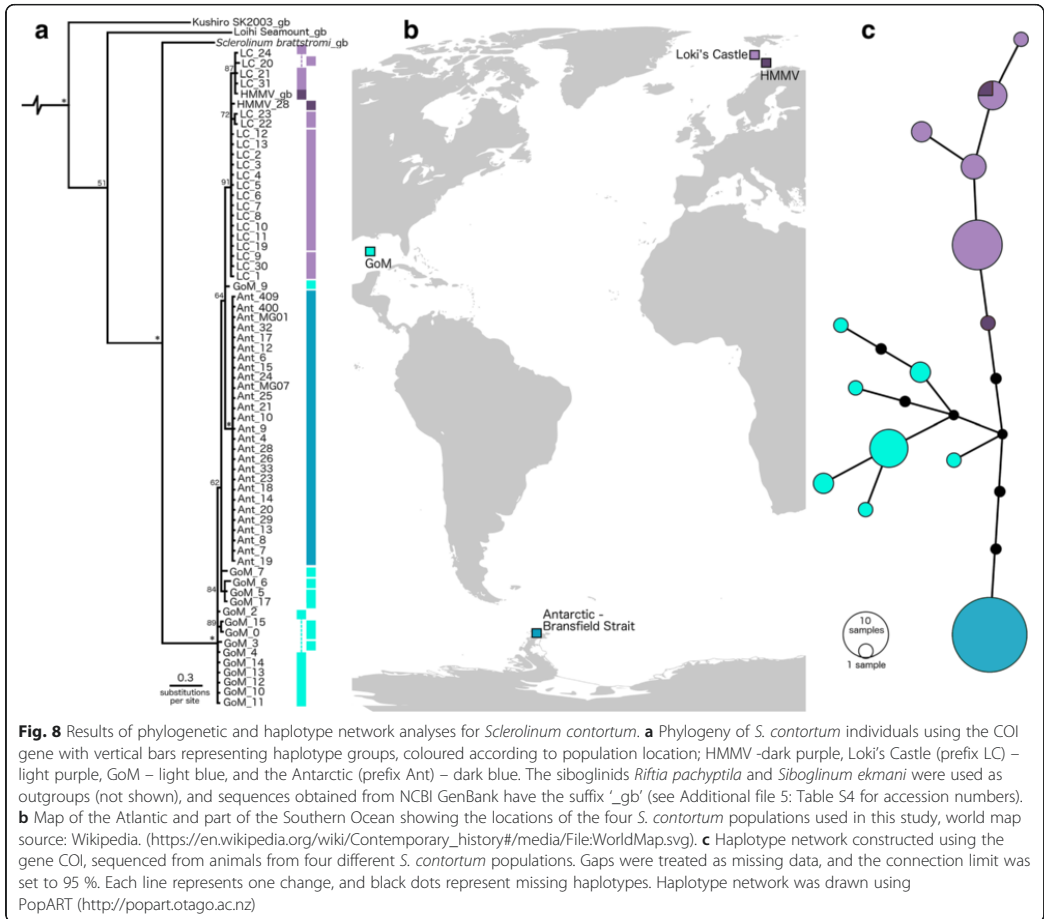 a
Kushiro SK2003_gb
Loihi Seamount_gb
Sclerolinum brattstromi_gb
LC_24
87
LC_20
LC_21
LC_31
HMMV_gb
HMMV_28
LC_23
72
LC_22
LC_12
LC_13
LC_2
LC_3
LC_4
91
LC_5
LC_6
LC_7
LC_8
LC_10
LC_11
LC_19
LC_9
LC_30
LC_1
GoM_9
64
Ant_409
Ant_400
Ant_MG01
Ant_32
Ant_17
Ant_12
Ant_6
Ant_15
Ant_24
Ant_MG07
Ant_25
Ant_21
Ant_10
Ant_9
Ant_4
Ant_28
Ant_26
Ant_33
Ant_23
Ant_18
Ant_14
Ant_20
Ant_29
Ant_13
Ant_8
Ant_7
Ant_19
62
GoM_7
GoM_6
84
GoM_5
GoM_17
GoM_2
GoM_15
89
GoM_0
GoM_3
GoM_4
GoM_14
GoM_13
GoM_12
GoM_10
GoM_11
*
51
*
*
*
0.3
substitutions
per site
b
Loki's Castle
HMMV
GoM
Antarctic -
Bransfield Strait
c
10
samples
1 sample
Fig. 8 Results of phylogenetic and haplotype network analyses for Sclerolinum contortum. a Phylogeny of S. contortum individuals using the COI
gene with vertical bars representing haplotype groups, coloured according to population location; HMMV -dark purple, Loki's Castle (prefix LC) –
light purple, GoM – light blue, and the Antarctic (prefix Ant) – dark blue. The siboglinids Riftia pachyptila and Siboglinum ekmani were used as
outgroups (not shown), and sequences obtained from NCBI GenBank have the suffix '_gb' (see Additional file 5: Table S4 for accession numbers).
b Map of the Atlantic and part of the Southern Ocean showing the locations of the four S. contortum populations used in this study, world map
source: Wikipedia. (https://en.wikipedia.org/wiki/Contemporary_history#/media/File:WorldMap.svg). c Haplotype network constructed using the
gene COI, sequenced from animals from four different S. contortum populations. Gaps were treated as missing data, and the connection limit was
set to 95 %. Each line represents one change, and black dots represent missing haplotypes. Haplotype network was drawn using
PopART (http://popart.otago.ac.nz)